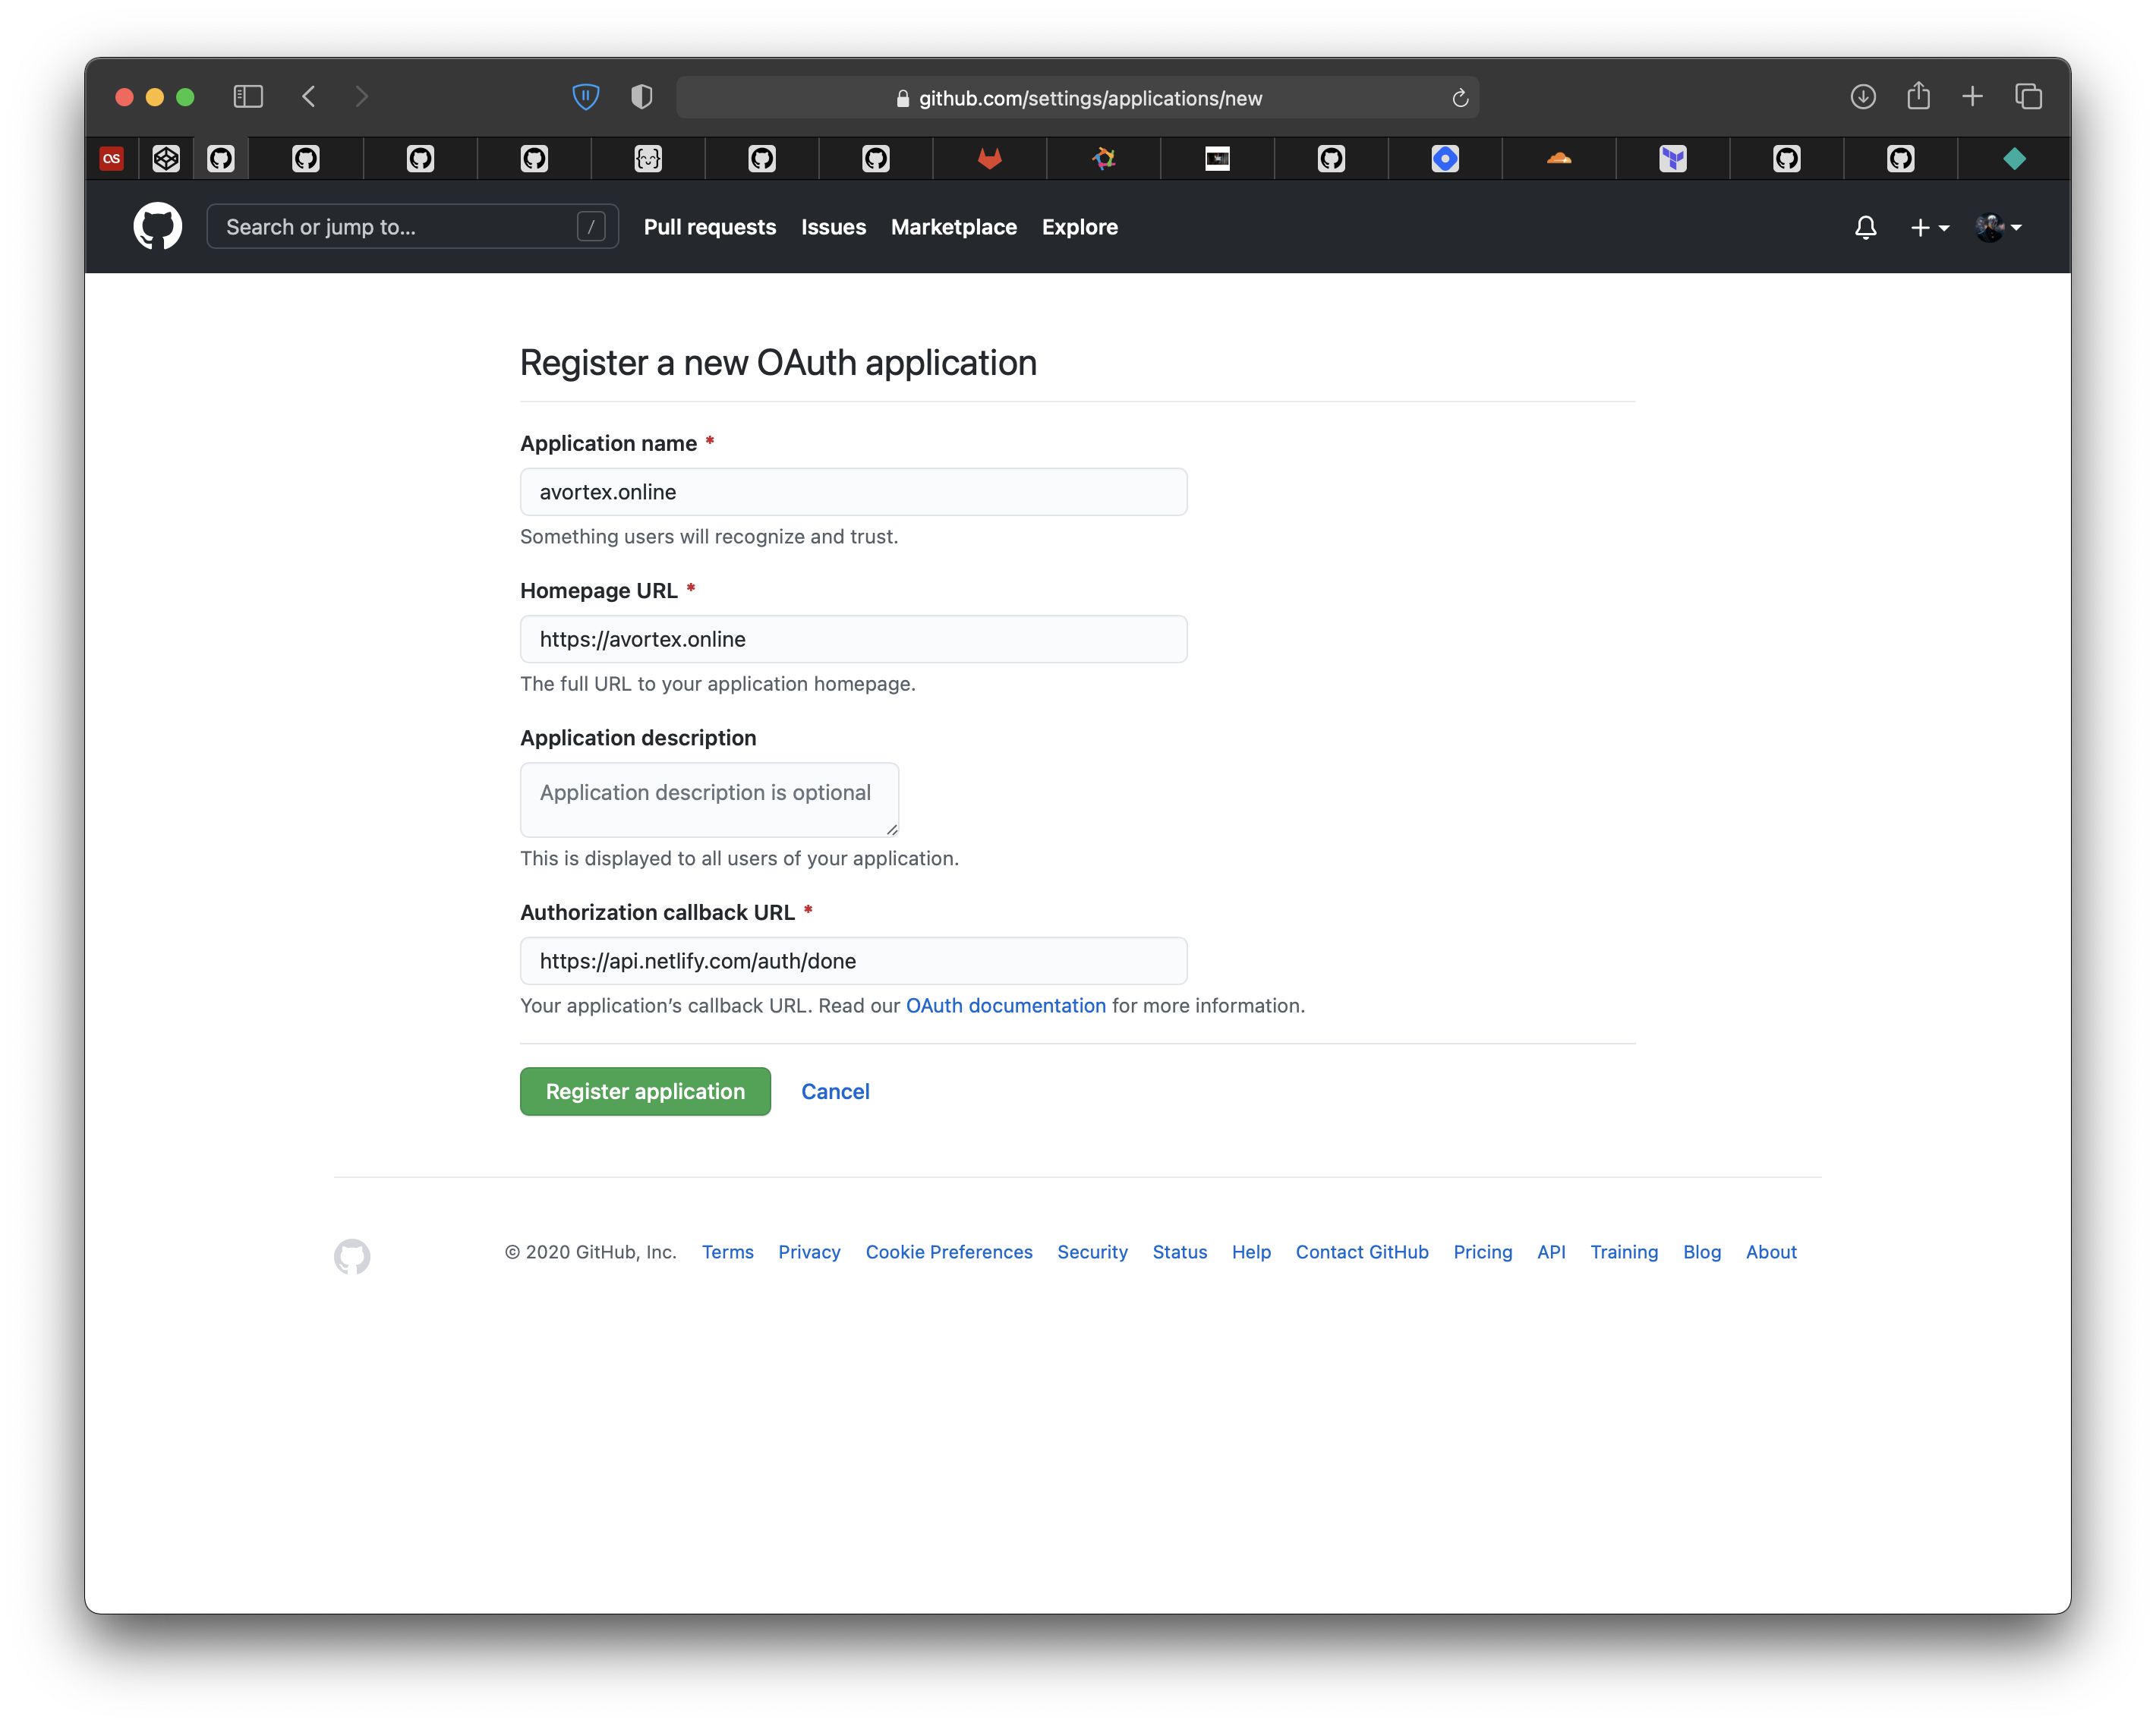 github.com/settings/applications/new
Search or jump to... /
Pull requests Issues Marketplace Explore
Register a new OAuth application
Application name *
avortex.online
Something users will recognize and trust.
Homepage URL *
https://avortex.online
The full URL to your application homepage.
Application description
Application description is optional
This is displayed to all users of your application.
Authorization callback URL *
https://api.netlify.com/auth/done
Your application’s callback URL. Read our OAuth documentation for more information.
Register application Cancel
© 2020 GitHub, Inc. Terms Privacy Cookie Preferences Security Status Help Contact GitHub Pricing API Training Blog About